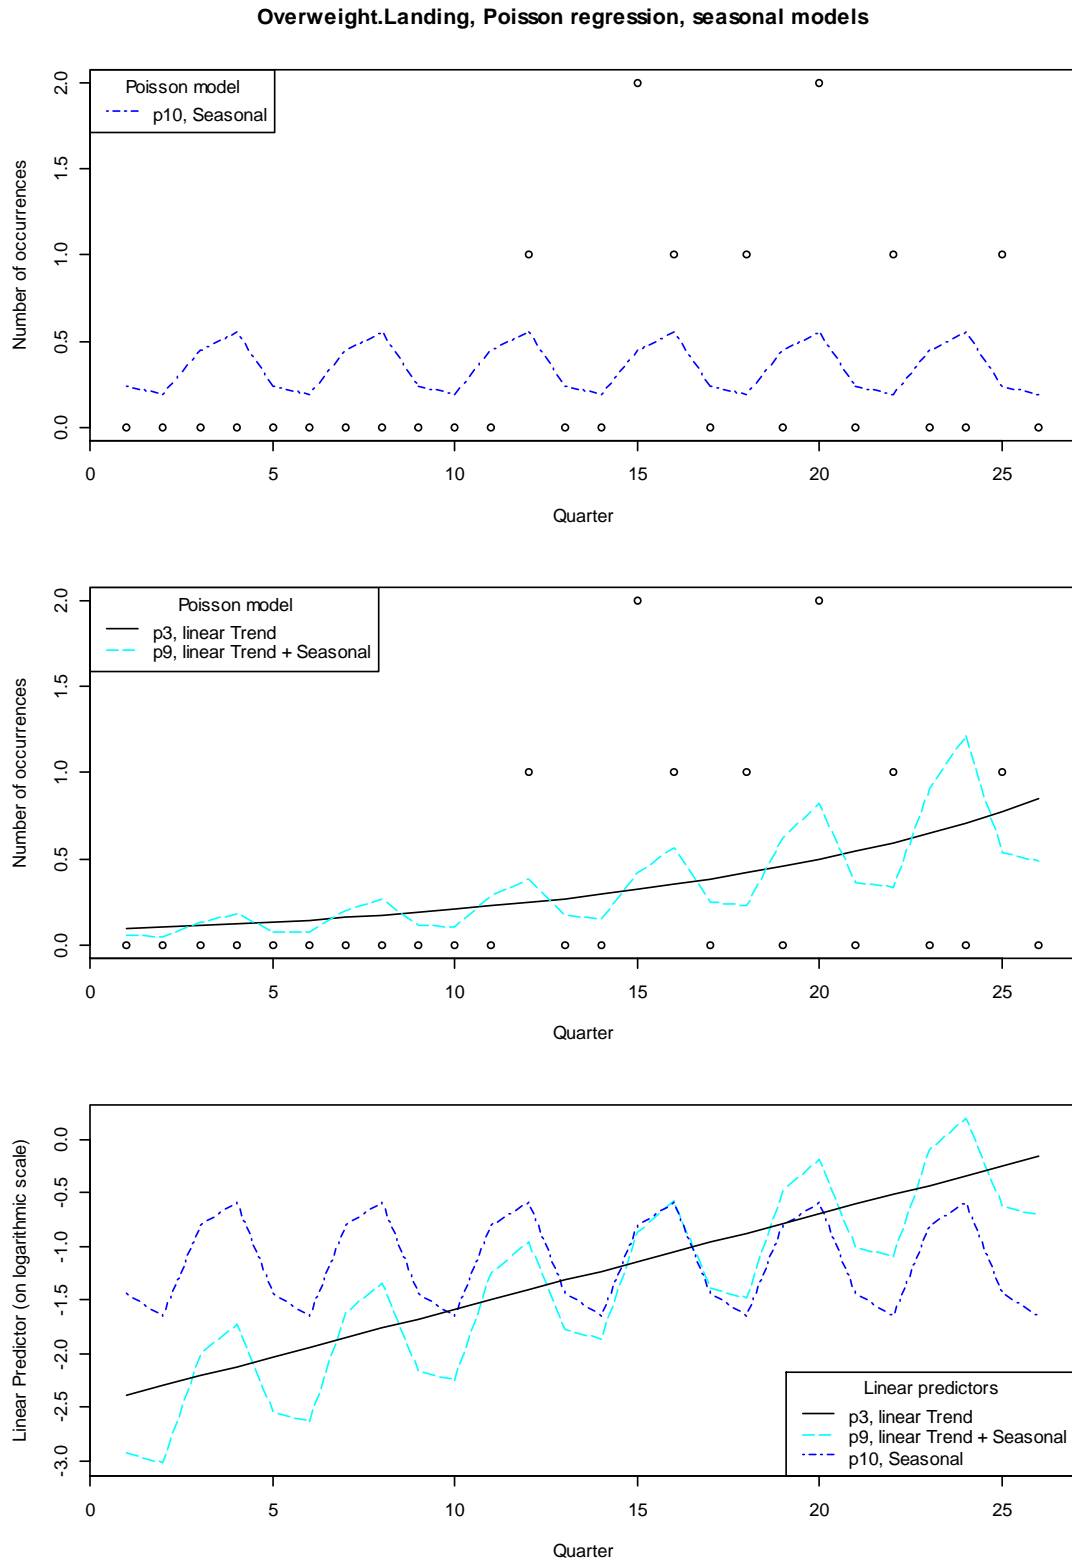 Overweight.Landing, Poisson regression, seasonal models
Poisson model
p10, Seasonal
Number of occurrences
2.0
1.5
1.0
0.5
0.0
0 5 10 15 20 25
Quarter
Poisson model
p3, linear Trend
p9, linear Trend + Seasonal
Number of occurrences
2.0
1.5
1.0
0.5
0.0
0 5 10 15 20 25
Quarter
Linear Predictor (on logarithmic scale)
0.0
-0.5
-1.0
-1.5
-2.0
-2.5
-3.0
Linear predictors
p3, linear Trend
p9, linear Trend + Seasonal
p10, Seasonal
0 5 10 15 20 25
Quarter